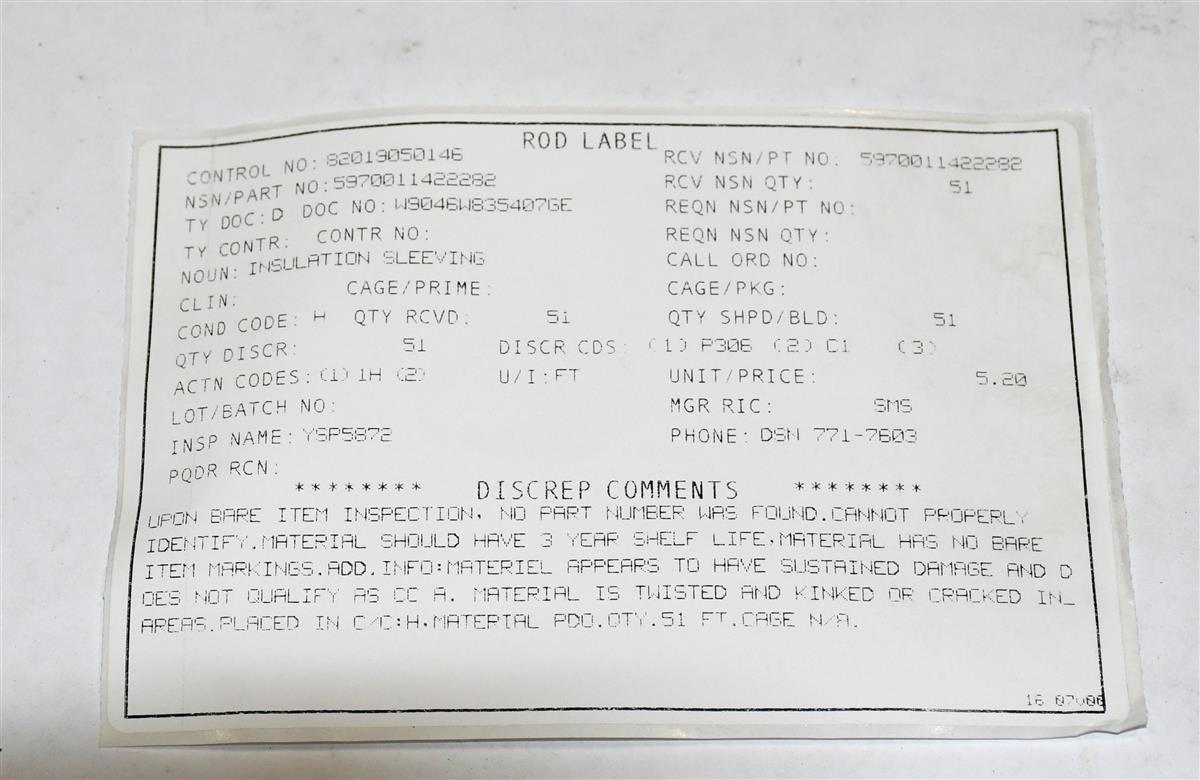 ROD LABEL
CONTROL NO: 82019050146 RCV NSN/PT NO: 5970011422282
NSN/PART NO: 5970011422282 RCV NSN QTY: 51
TY DOC: D DOC NO: W9046W835407GE REQN NSN/PT NO:
TY CONTR: CONTR NO: REQN NSN QTY:
NOUN: INSULATION SLEEVING CALL ORD NO:
CLIN: CAGE/PRIME: CAGE/PKG:
COND CODE: H QTY RCVD: 51 QTY SHPD/BLD: 51
QTY DISCR: 51 DISCR CDS: (1) P306 (2) C1 (3)
ACTN CODES: (1) 1H (2) U/I: FT UNIT/PRICE: 5.20
LOT/BATCH NO: MGR RIC: SMS
INSP NAME: YSP5872 PHONE: DSN 771-7603
PQDR RCN:
******** DISCREP COMMENTS ********
UPON BARE ITEM INSPECTION, NO PART NUMBER WAS FOUND.CANNOT PROPERLY
IDENTIFY.MATERIAL SHOULD HAVE 3 YEAR SHELF LIFE,MATERIAL HAS NO BARE
ITEM MARKINGS.ADD.INFO:MATERIEL APPEARS TO HAVE SUSTAINED DAMAGE AND D
OES NOT QUALIFY AS CC A. MATERIAL IS TWISTED AND KINKED OR CRACKED IN_
AREAS.PLACED IN C/C:H.MATERIAL PDO.QTY.51 FT.CAGE N/A.
16